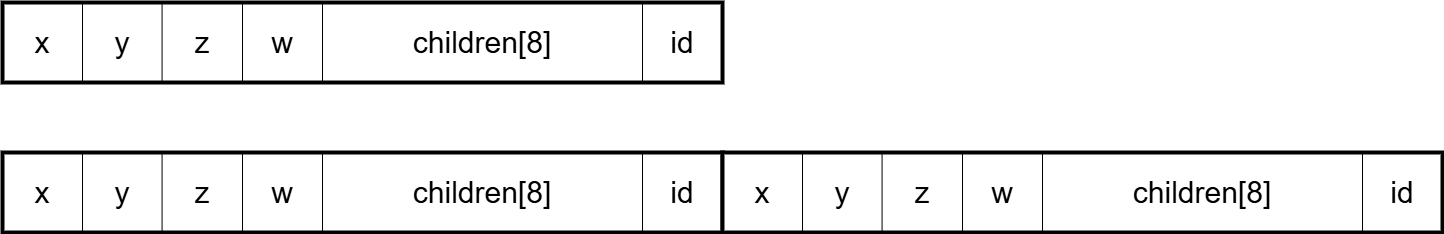 x y z w children[8] id
x y z w children[8] id x y z w children[8] id